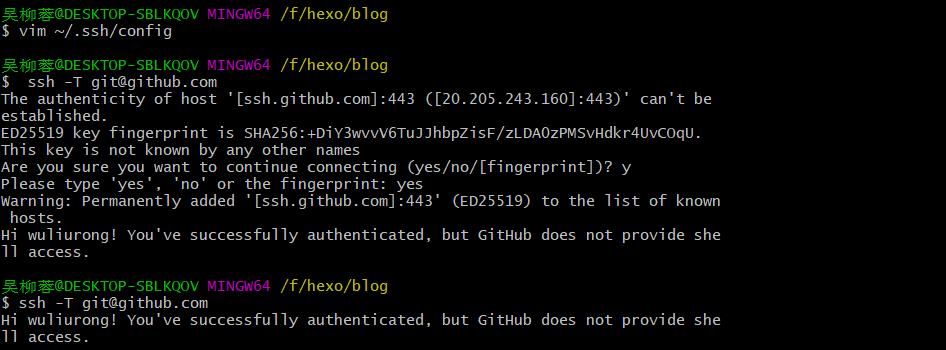 吴柳蓉@DESKTOP-SBLKQOV MINGW64 /f/hexo/blog
$ vim ~/.ssh/config
吴柳蓉@DESKTOP-SBLKQOV MINGW64 /f/hexo/blog
$  ssh -T git@github.com
The authenticity of host '[ssh.github.com]:443 ([20.205.243.160]:443)' can't be
established.
ED25519 key fingerprint is SHA256:+DiY3wvvV6TuJJhbpZisF/zLDA0zPMSvHdkr4UvCOqU.
This key is not known by any other names
Are you sure you want to continue connecting (yes/no/[fingerprint])? y
Please type 'yes', 'no' or the fingerprint: yes
Warning: Permanently added '[ssh.github.com]:443' (ED25519) to the list of known
 hosts.
Hi wuliurong! You've successfully authenticated, but GitHub does not provide she
ll access.
吴柳蓉@DESKTOP-SBLKQOV MINGW64 /f/hexo/blog
$ ssh -T git@github.com
Hi wuliurong! You've successfully authenticated, but GitHub does not provide she
ll access.